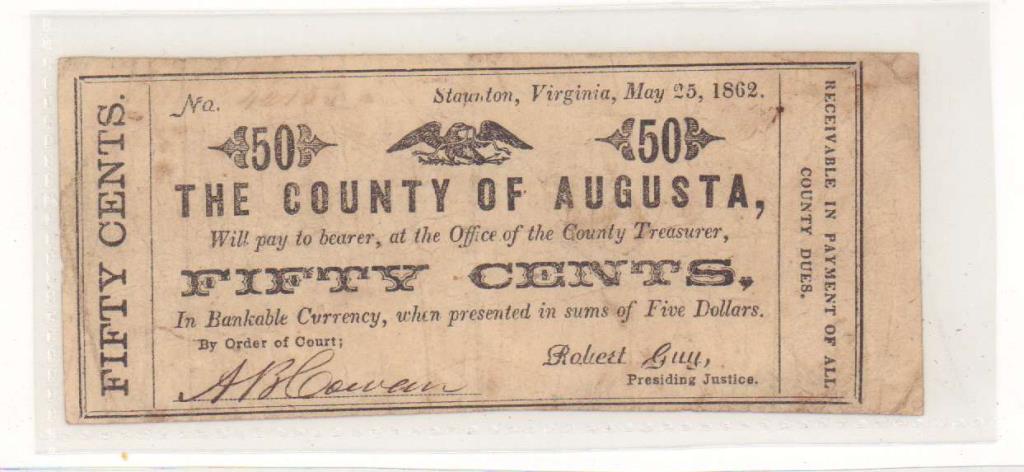 FIFTY CENTS.
No.
Staunton, Virginia, May 25, 1862.
50 50
THE COUNTY OF AUGUSTA,
Will pay to bearer, at the Office of the County Treasurer,
FIFTY CENTS,
In Bankable Currency, when presented in sums of Five Dollars.
By Order of Court;
A B Cowan
Robert Guy,
Presiding Justice.
RECEIVABLE IN PAYMENT OF ALL
COUNTY DUES.